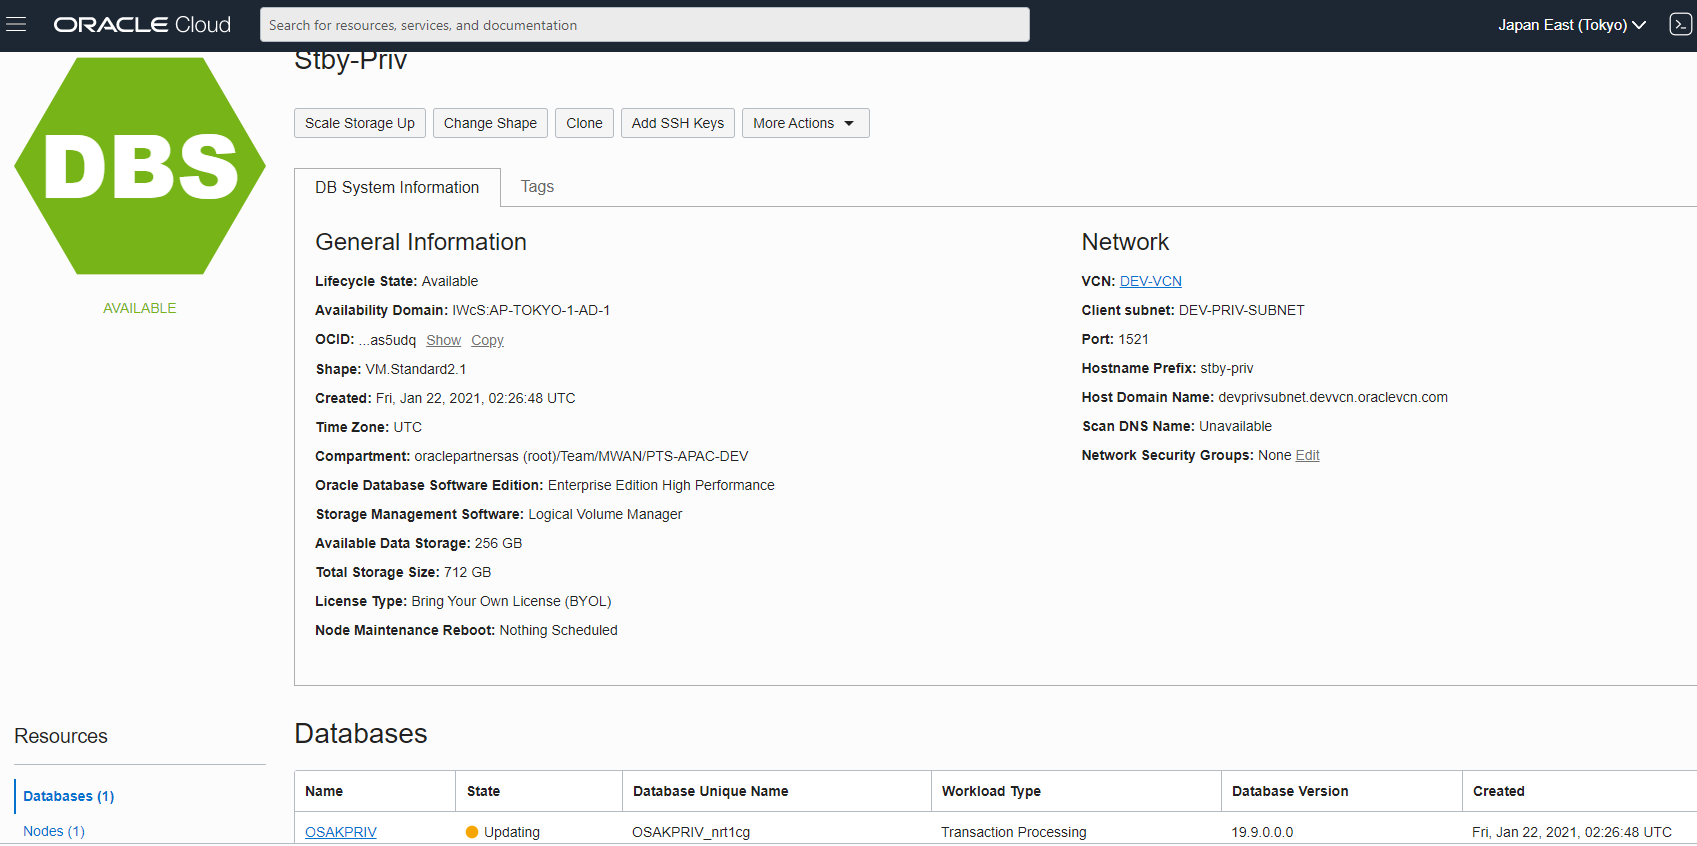 ORACLE Cloud
Search for resources, services, and documentation
Japan East (Tokyo)
Stby-Priv
DBS
AVAILABLE
Scale Storage Up
Change Shape
Clone
Add SSH Keys
More Actions
DB System Information
Tags
General Information
Lifecycle State: Available
Availability Domain: IWcS:AP-TOKYO-1-AD-1
OCID: ...as5udq Show Copy
Shape: VM.Standard2.1
Created: Fri, Jan 22, 2021, 02:26:48 UTC
Time Zone: UTC
Compartment: oraclepartnersas (root)/Team/MWAN/PTS-APAC-DEV
Oracle Database Software Edition: Enterprise Edition High Performance
Storage Management Software: Logical Volume Manager
Available Data Storage: 256 GB
Total Storage Size: 712 GB
License Type: Bring Your Own License (BYOL)
Node Maintenance Reboot: Nothing Scheduled
Network
VCN: DEV-VCN
Client subnet: DEV-PRIV-SUBNET
Port: 1521
Hostname Prefix: stby-priv
Host Domain Name: devprivsubnet.devvcn.oraclevcn.com
Scan DNS Name: Unavailable
Network Security Groups: None Edit
Resources
Databases (1)
Nodes (1)
Databases
Name State Database Unique Name Workload Type Database Version Created
OSAKPRIV Updating OSAKPRIV_nrt1cg Transaction Processing 19.9.0.0.0 Fri, Jan 22, 2021, 02:26:48 UTC